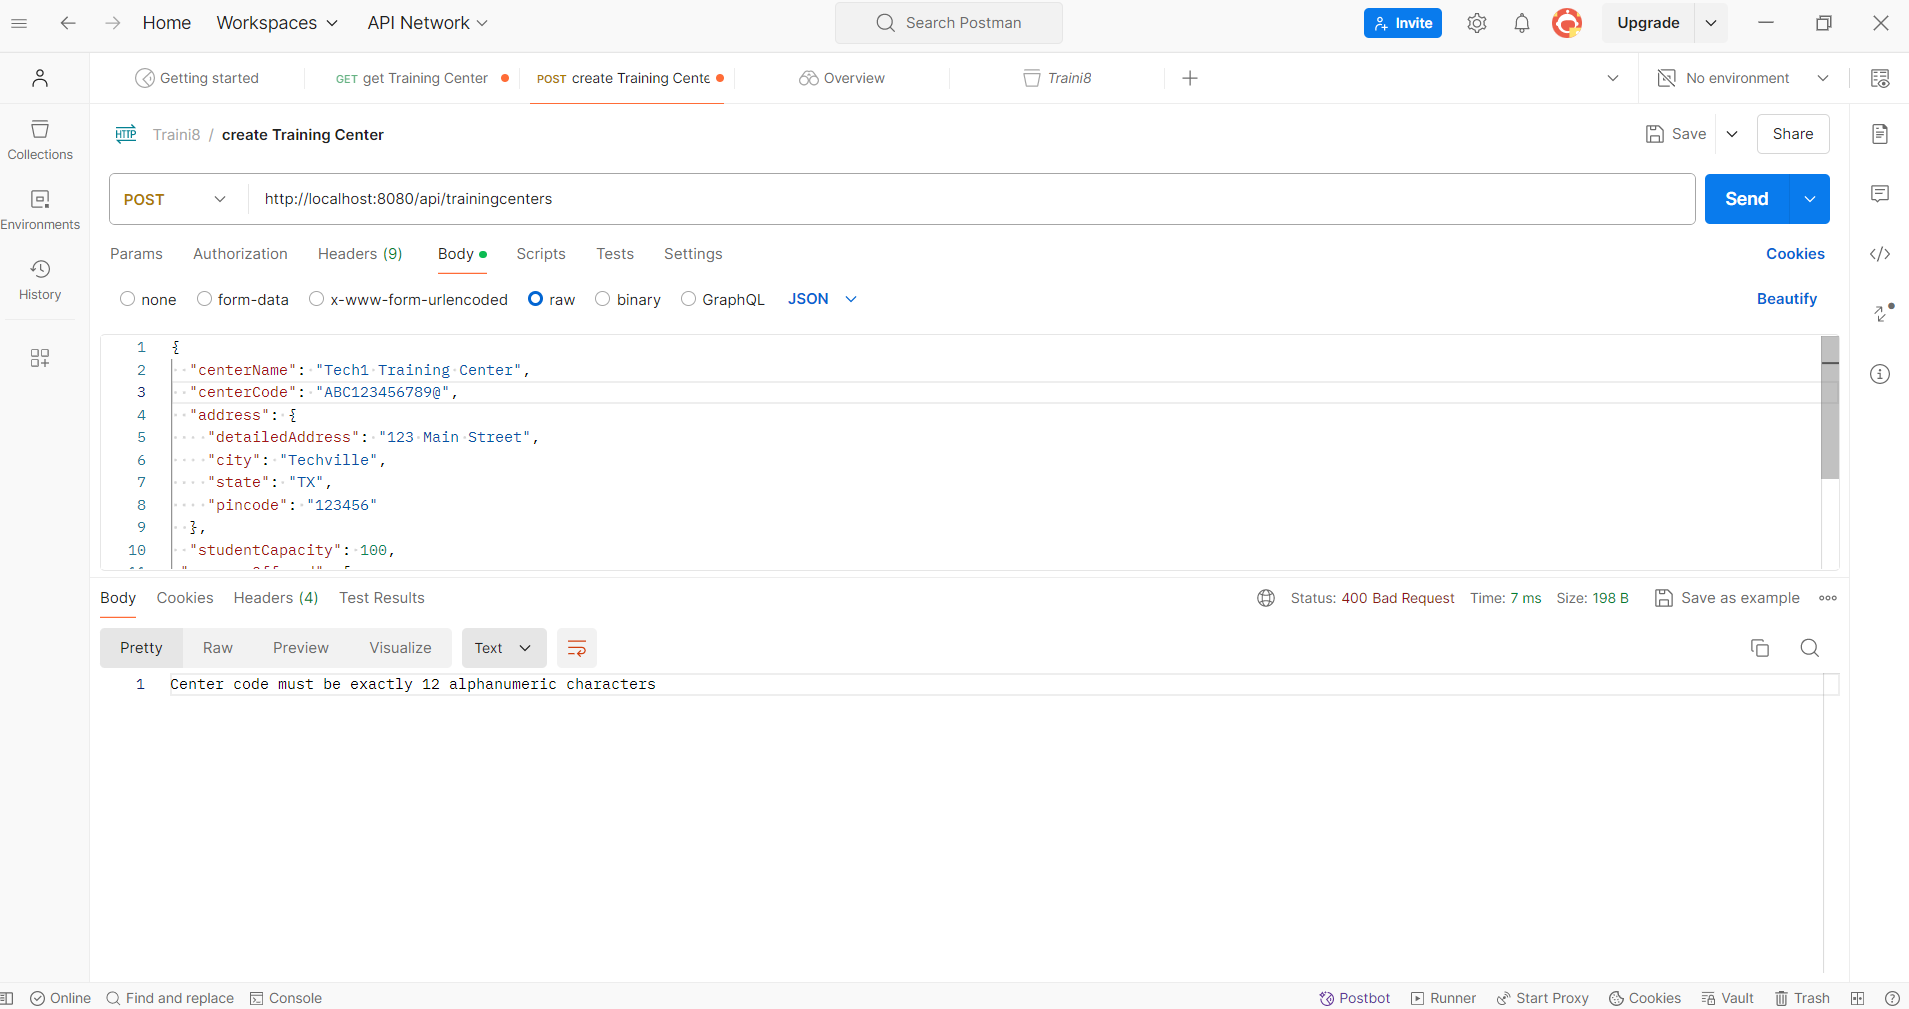 Home Workspaces API Network Search Postman Invite Upgrade
Getting started GET get Training Center POST create Training Cente Overview Traini8 No environment
Traini8 / create Training Center Save Share
POST http://localhost:8080/api/trainingcenters Send
Params Authorization Headers (9) Body Scripts Tests Settings Cookies
none form-data x-www-form-urlencoded raw binary GraphQL JSON Beautify
Collections
Environments
History
HTTP
1 {
2 "centerName": "Tech1 Training Center",
3 "centerCode": "ABC123456789@",
4 "address": {
5 "detailedAddress": "123 Main Street",
6 "city": "Techville",
7 "state": "TX",
8 "pincode": "123456"
9 },
10 "studentCapacity": 100,
Body Cookies Headers (4) Test Results Status: 400 Bad Request Time: 7 ms Size: 198 B Save as example
Pretty Raw Preview Visualize Text
1 Center code must be exactly 12 alphanumeric characters
Online Find and replace Console Postbot Runner Start Proxy Cookies Vault Trash